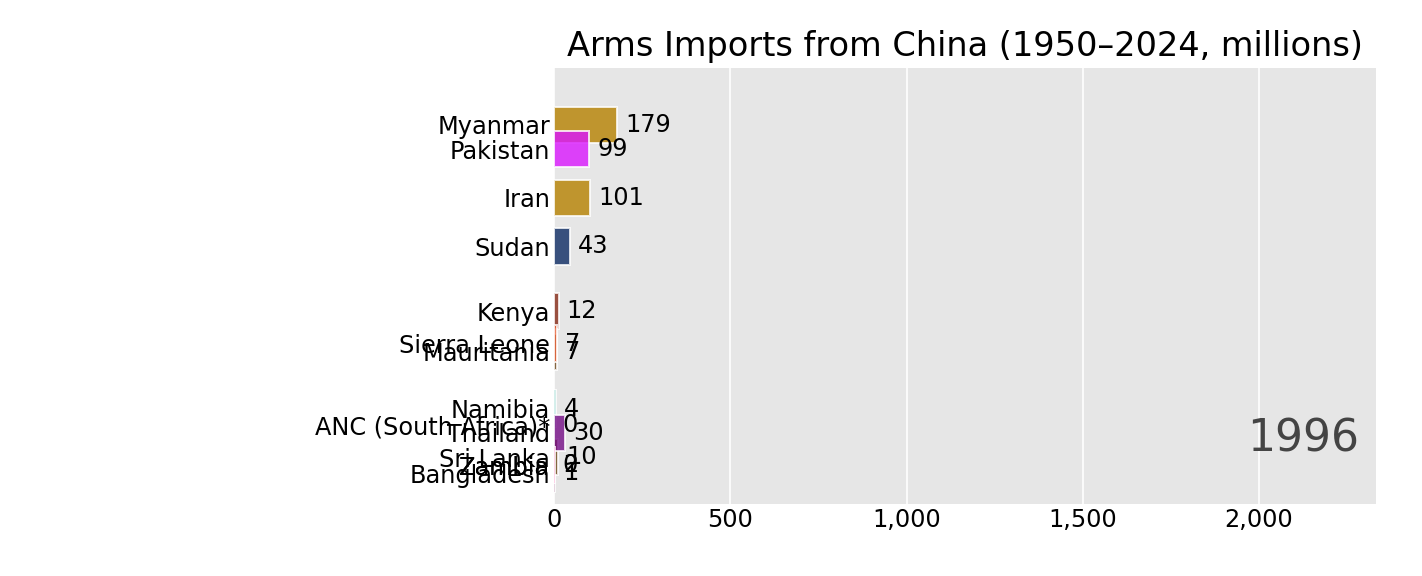 Arms Imports from China (1950–2024, millions)
Myanmar 179
Pakistan 99
Iran 101
Sudan 43
Kenya 12
Sierra Leone 7
Mauritania 7
Namibia 4
ANC (South Africa)* 0
Thailand 30
Sri Lanka 10
Zambia
Bangladesh 1
1996
0 500 1,000 1,500 2,000